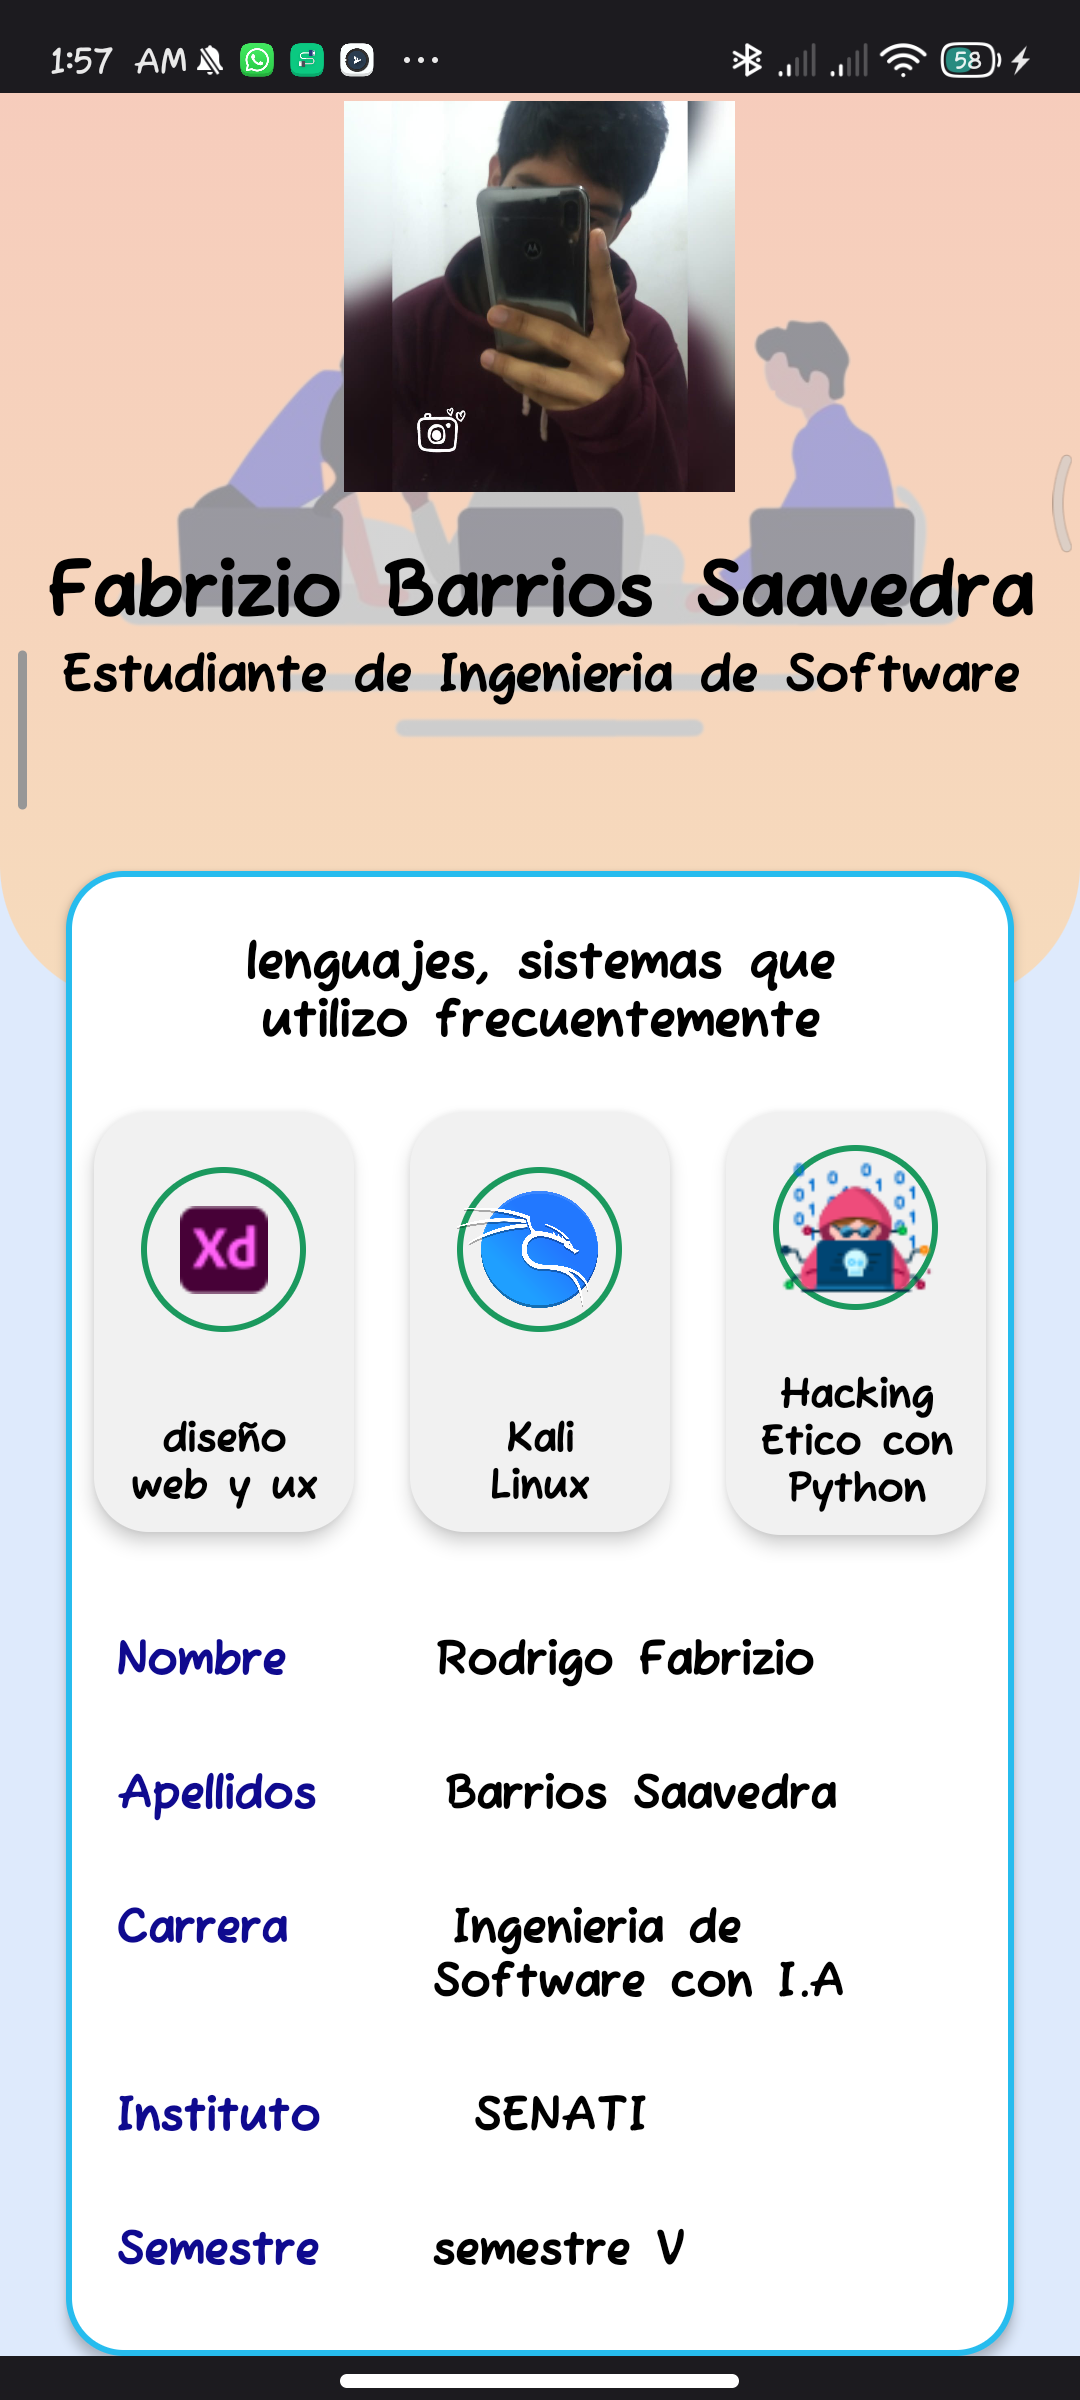 1:57 AM
58
Fabrizio Barrios Saavedra
Estudiante de Ingenieria de Software
lenguajes, sistemas que
utilizo frecuentemente
Xd
diseño
web y ux
Kali
Linux
Hacking
Etico con
Python
Nombre Rodrigo Fabrizio
Apellidos Barrios Saavedra
Carrera Ingenieria de
Software con I.A
Instituto SENATI
Semestre semestre V